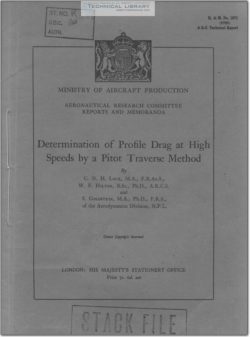 TECHNICAL LIBRARY
R. & M. No. 1971
A.R.C. Technical Report
MINISTRY OF AIRCRAFT PRODUCTION
AERONAUTICAL RESEARCH COMMITTEE
REPORTS AND MEMORANDA
Determination of Profile Drag at High
Speeds by a Pitot Traverse Method
By
C. N. H. Lock, M.A., F.R.Ae.S.,
W. F. Hilton, B.Sc., Ph.D., A.R.C.S.
and
S. Goldstein, M.A., Ph.D., F.R.S.,
of the Aerodynamics Division, N.P.L.
Crown Copyright Reserved
LONDON: HIS MAJESTY'S STATIONERY OFFICE
Price
STACK FILE